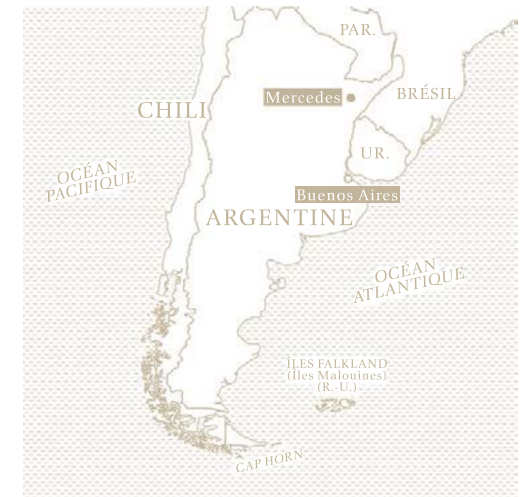 PAR.
Mercedes
BRÉSIL
CHILI
UR.
OCÉAN
PACIFIQUE
Buenos Aires
ARGENTINE
OCÉAN
ATLANTIQUE
ÎLES FALKLAND
(Îles Malouines)
(R.-U.)
CAP HORN